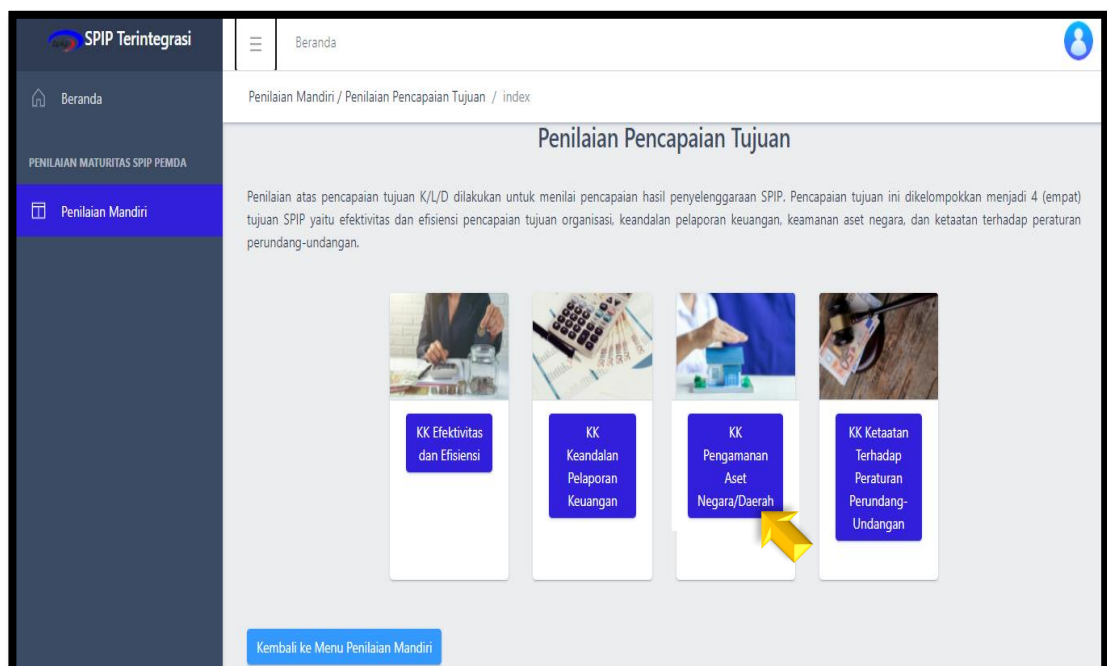 SPIP Terintegrasi
Beranda
Beranda
Penilaian Mandiri / Penilaian Pencapaian Tujuan / index
PENILAIAN MATURITAS SPIP PEMDA
Penilaian Mandiri
Penilaian Pencapaian Tujuan
Penilaian atas pencapaian tujuan K/L/D dilakukan untuk menilai pencapaian hasil penyelenggaraan SPIP. Pencapaian tujuan ini dikelompokkan menjadi 4 (empat)
tujuan SPIP yaitu efektivitas dan efisiensi pencapaian tujuan organisasi, keandalan pelaporan keuangan, keamanan aset negara, dan ketaatan terhadap peraturan
perundang-undangan.
KK Efektivitas
dan Efisiensi
KK
Keandalan
Pelaporan
Keuangan
KK
Pengamanan
Aset
Negara/Daerah
KK Ketaatan
Terhadap
Peraturan
Perundang-
Undangan
Kembali ke Menu Penilaian Mandiri